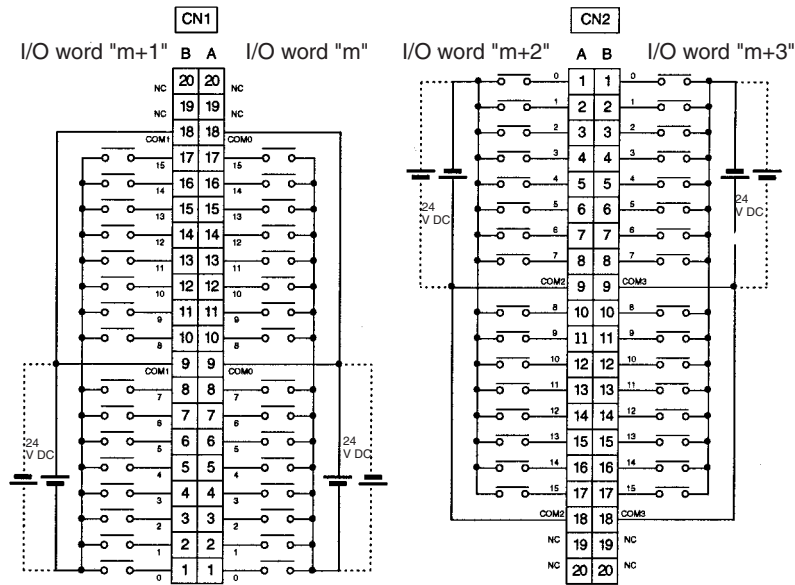 CN1
I/O word "m+1" B A I/O word "m"
NC 20 20 NC
NC 19 19 NC
COM1 18 18 COM0
15 17 17 15
14 16 16 14
13 15 15 13
12 14 14 12
11 13 13 11
10 12 12 10
9 11 11 9
8 10 10 8
COM1 9 9 COM0
7 8 8 7
6 7 7 6
5 6 6 5
4 5 5 4
3 4 4 3
2 3 3 2
1 2 2 1
0 1 1 0
24 V DC
24 V DC
CN2
I/O word "m+2" A B I/O word "m+3"
0 1 1 0
1 2 2 1
2 3 3 2
3 4 4 3
4 5 5 4
5 6 6 5
6 7 7 6
7 8 8 7
COM2 9 9 COM3
8 10 10 8
9 11 11 9
10 12 12 10
11 13 13 11
12 14 14 12
13 15 15 13
14 16 16 14
15 17 17 15
COM2 18 18 COM3
NC 19 19 NC
NC 20 20 NC
24 V DC
24 V DC